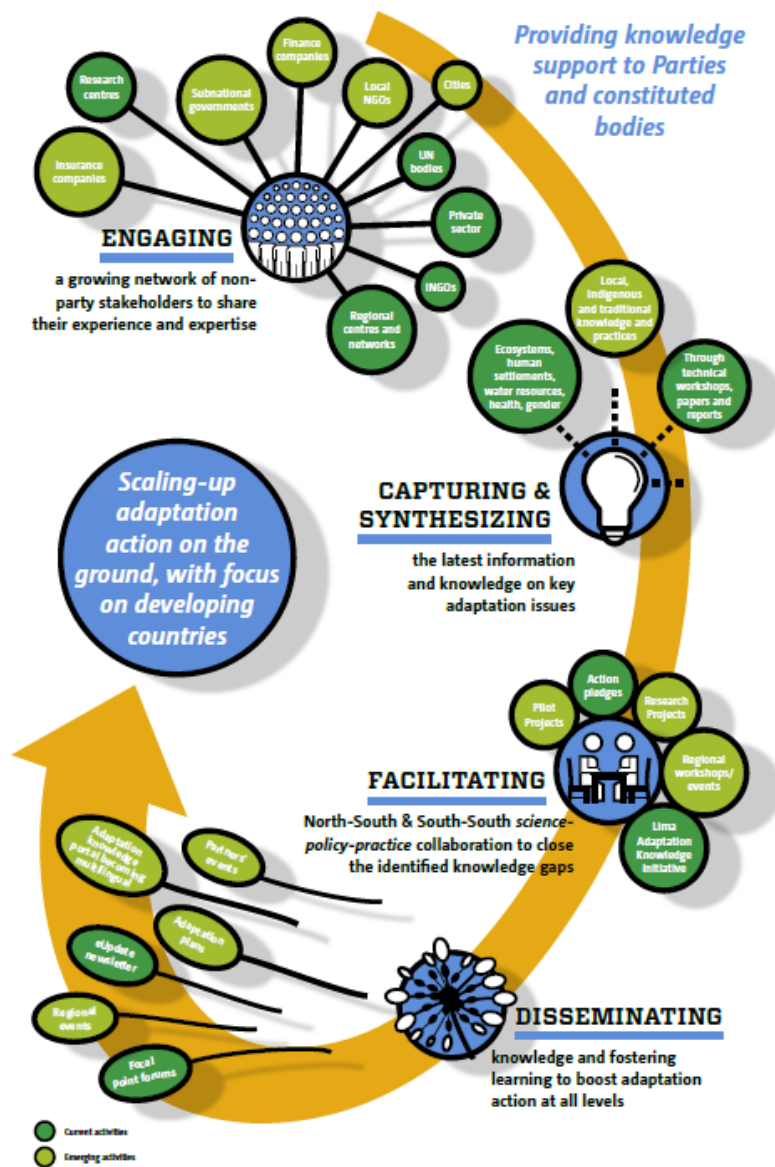 Providing knowledge
support to Parties
and constituted
bodies
Finance
companies
Research
centres
Subnational
governments
Local
NGOs
Cities
Insurance
companies
UN
bodies
Private
sector
INGOs
Regional
centres and
networks
ENGAGING
a growing network of non-
party stakeholders to share
their experience and expertise
Local,
indigenous
and traditional
knowledge and
practices
Ecosystems,
human
settlements,
water resources,
health, gender
Through
technical
workshops,
papers and
reports
CAPTURING &
SYNTHESIZING
the latest information
and knowledge on key
adaptation issues
Scaling-up
adaptation
action on the
ground, with focus
on developing
countries
Action
pledges
Pilot
Projects
Research
Projects
Regional
workshops/
events
Lima
Adaptation
Knowledge
Initiative
FACILITATING
North-South & South-South science-
policy-practice collaboration to close
the identified knowledge gaps
Adaptation
knowledge
portal becoming
multilingual
Partners'
events
Adaptation
plans
eUpdate
newsletter
Regional
events
Focal
point forums
DISSEMINATING
knowledge and fostering
learning to boost adaptation
action at all levels
Current activities
Emerging activities